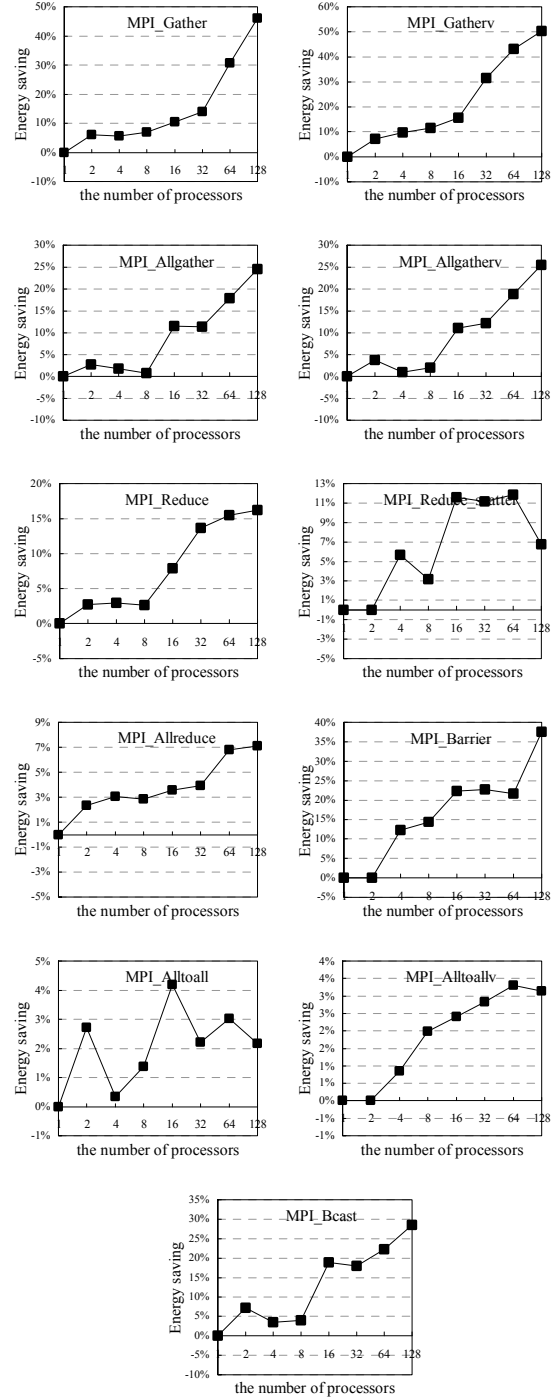 MPI_Gather
Energy saving
60%
50%
40%
30%
20%
10%
0%
-10%
1 2 4 8 16 32 64 128
the number of processors
MPI_Gatherv
Energy saving
60%
50%
40%
30%
20%
10%
0%
-10%
1 2 4 8 16 32 64 128
the number of processors
MPI_Allgather
Energy saving
30%
25%
20%
15%
10%
5%
0%
-5%
-10%
1 2 4 8 16 32 64 128
the number of processors
MPI_Allgatherv
Energy saving
30%
25%
20%
15%
10%
5%
0%
-5%
-10%
1 2 4 8 16 32 64 128
the number of processors
MPI_Reduce
Energy saving
20%
15%
10%
5%
0%
-5%
1 2 4 8 16 32 64 128
the number of processors
MPI_Reduce_scatter
Energy saving
13%
11%
9%
7%
5%
3%
1%
-1%
-3%
-5%
1 2 4 8 16 32 64 128
the number of processors
MPI_Allreduce
Energy saving
9%
7%
5%
3%
1%
-1%
-3%
-5%
1 2 4 8 16 32 64 128
the number of processors
MPI_Barrier
Energy saving
40%
35%
30%
25%
20%
15%
10%
5%
0%
-5%
1 2 4 8 16 32 64 128
the number of processors
MPI_Alltoall
Energy saving
5%
4%
3%
2%
1%
0%
-1%
1 2 4 8 16 32 64 128
the number of processors
MPI_Alltoallv
Energy saving
4%
3%
3%
2%
2%
1%
1%
0%
-1%
-1%
1 2 4 8 16 32 64 128
the number of processors
MPI_Bcast
Energy saving
35%
30%
25%
20%
15%
10%
5%
0%
-5%
-10%
1 2 4 8 16 32 64 128
the number of processors